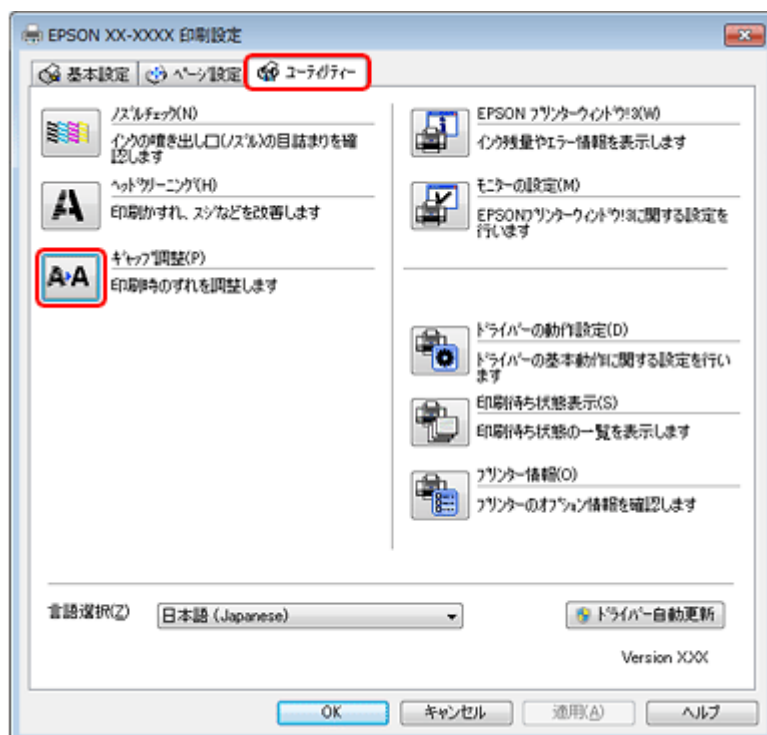 EPSON XX-XXXX 印刷設定
基本設定
ページ設定
ユーティリティー
ノズルチェック(N)
インクの噴き出し口(ノズル)の目詰まりを確
認します
ヘッドクリーニング(H)
印刷かすれ、スジなどを改善します
ギャップ調整(P)
印刷時のずれを調整します
EPSON プリンターウィンドウ!3(W)
インク残量やエラー情報を表示します
モニターの設定(M)
EPSONプリンターウィンドウ!3に関する設定を
行います
ドライバーの動作設定(D)
ドライバーの基本動作に関する設定を行い
ます
印刷待ち状態表示(S)
印刷待ち状態の一覧を表示します
プリンター情報(O)
プリンターのオプション情報を確認します
言語選択(Z)
日本語 (Japanese)
ドライバー自動更新
Version X.XX
OK
キャンセル
適用(A)
ヘルプ